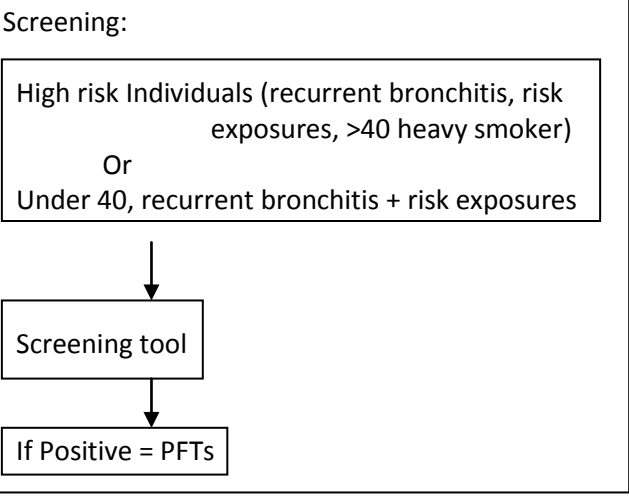 Screening:
High risk Individuals (recurrent bronchitis, risk
exposures, >40 heavy smoker)
Or
Under 40, recurrent bronchitis + risk exposures
Screening tool
If Positive = PFTs